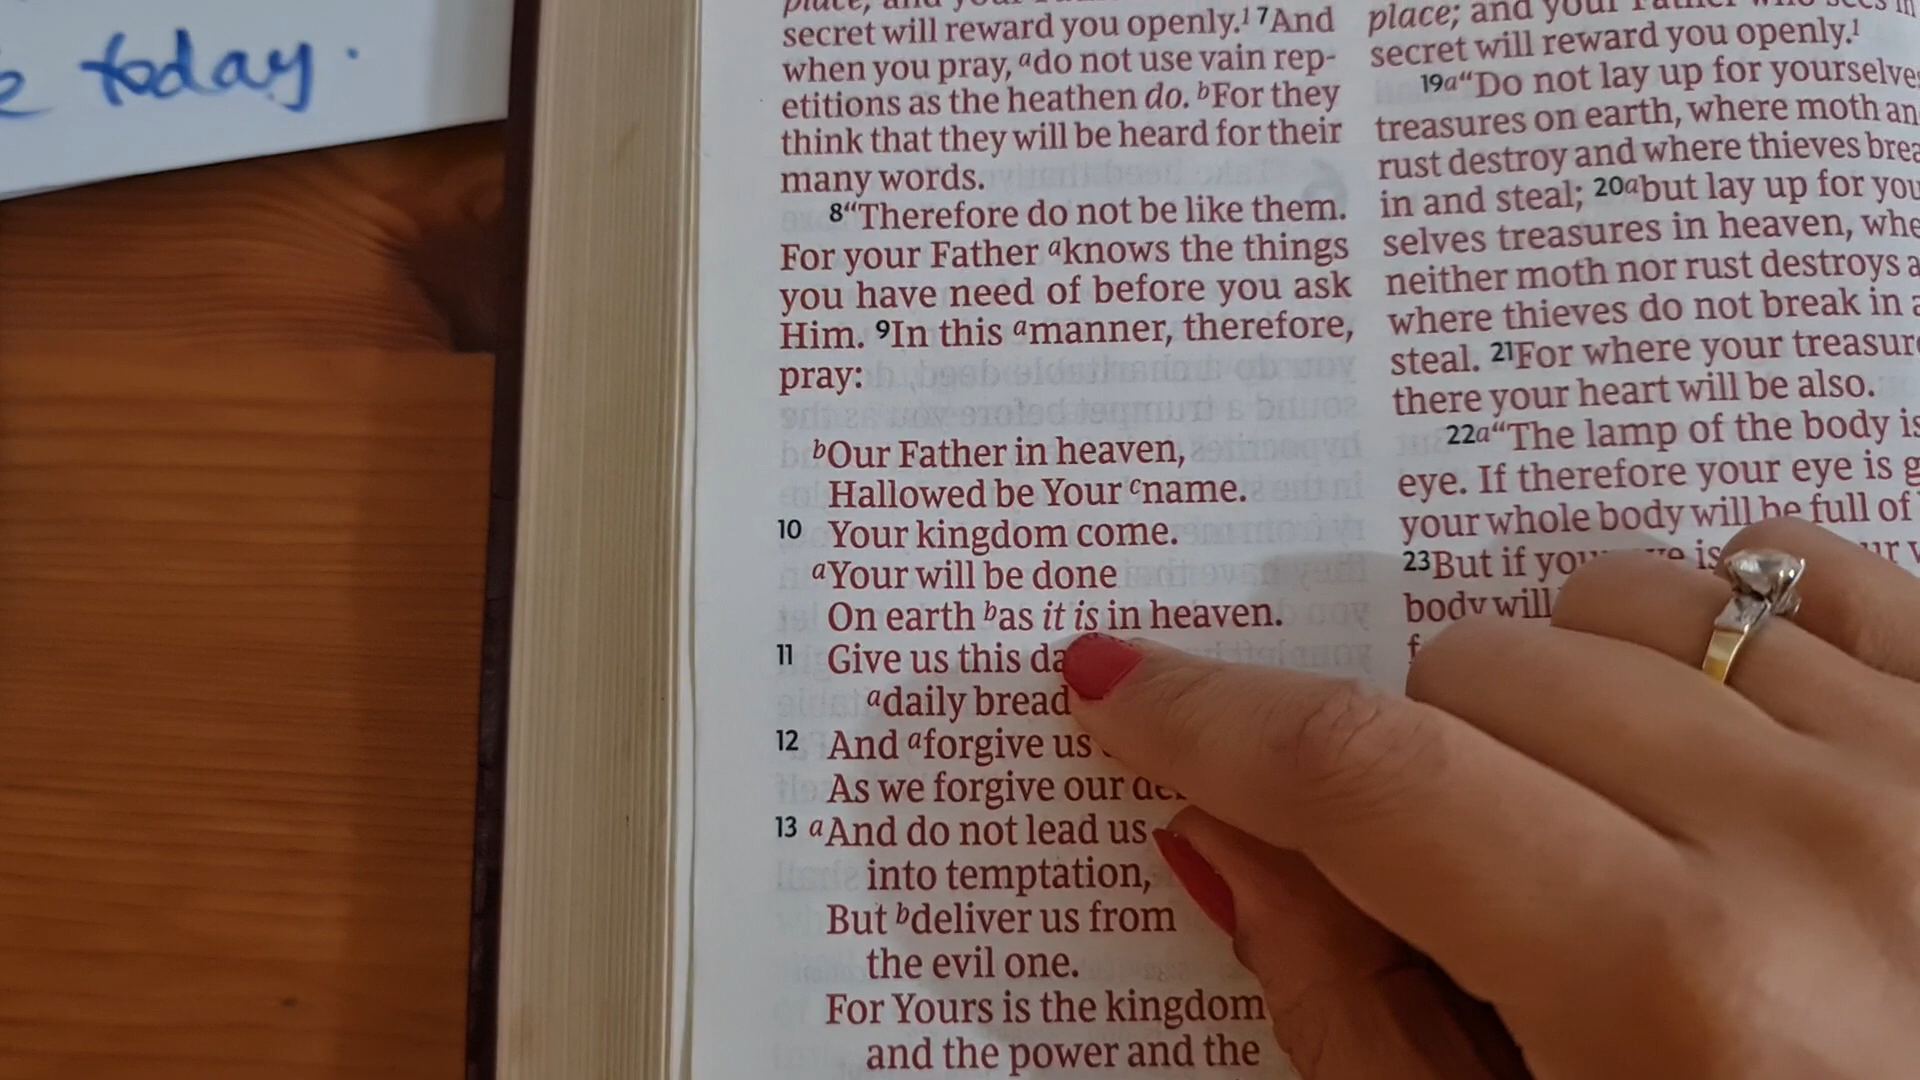 today.
secret will reward you openly.¹ 7And
when you pray, ado not use vain rep-
etitions as the heathen do. bFor they
think that they will be heard for their
many words.
8"Therefore do not be like them.
For your Father aknows the things
you have need of before you ask
Him. 9In this amanner, therefore,
pray:
bOur Father in heaven,
Hallowed be Your cname.
10 Your kingdom come.
aYour will be done
On earth bas it is in heaven.
11 Give us this
adaily bread
12 And aforgive us
As we forgive our
13 aAnd do not lead us
into temptation,
But bdeliver us from
the evil one.
For Yours is the kingdom
and the power and the
place; and your Father who sees in
secret will reward you openly.¹
19a"Do not lay up for yourselves
treasures on earth, where moth an
rust destroy and where thieves brea
in and steal; 20abut lay up for you
selves treasures in heaven, whe
neither moth nor rust destroys a
where thieves do not break in a
steal. 21For where your treasure
there your heart will be also.
22a"The lamp of the body is
eye. If therefore your eye is g
your whole body will be full of
23But if is
body will